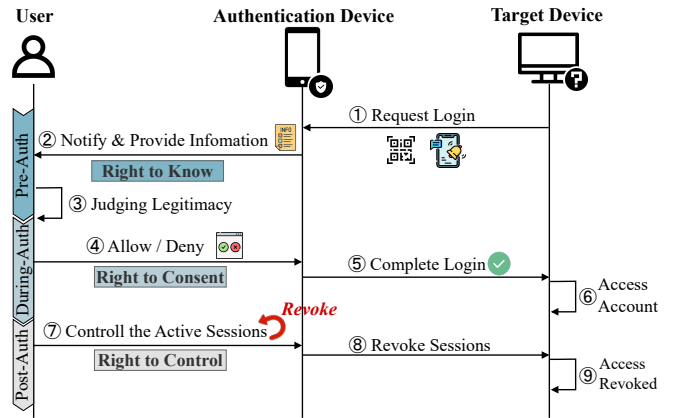 User
Authentication Device
Target Device
① Request Login
② Notify & Provide Infomation
INFO
Right to Know
Pre-Auth
③ Judging Legitimacy
④ Allow / Deny
Right to Consent
During-Auth
⑤ Complete Login
⑥ Access
Account
Revoke
⑦ Controll the Active Sessions
Right to Control
Post-Auth
⑧ Revoke Sessions
⑨ Access
Revoked